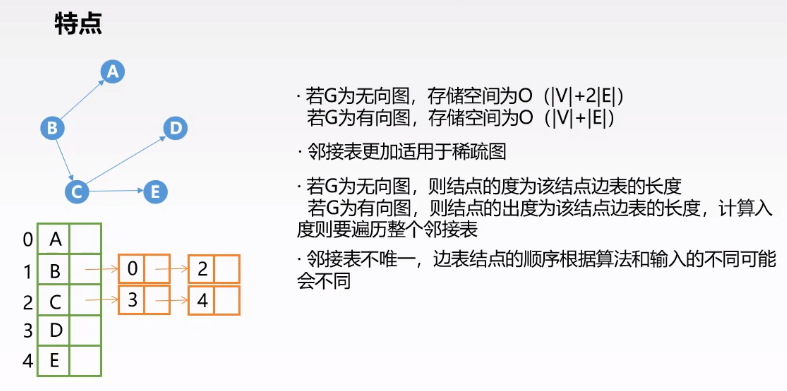 特点
A
B
D
C
E
0 A
1 B 0 2
2 C 3 4
3 D
4 E
· 若G为无向图，存储空间为O（|V|+2|E|）
若G为有向图，存储空间为O（|V|+|E|）
· 邻接表更加适用于稀疏图
· 若G为无向图，则结点的度为该结点边表的长度
若G为有向图，则结点的出度为该结点边表的长度，计算入
度则要遍历整个邻接表
· 邻接表不唯一，边表结点的顺序根据算法和输入的不同可能
会不同